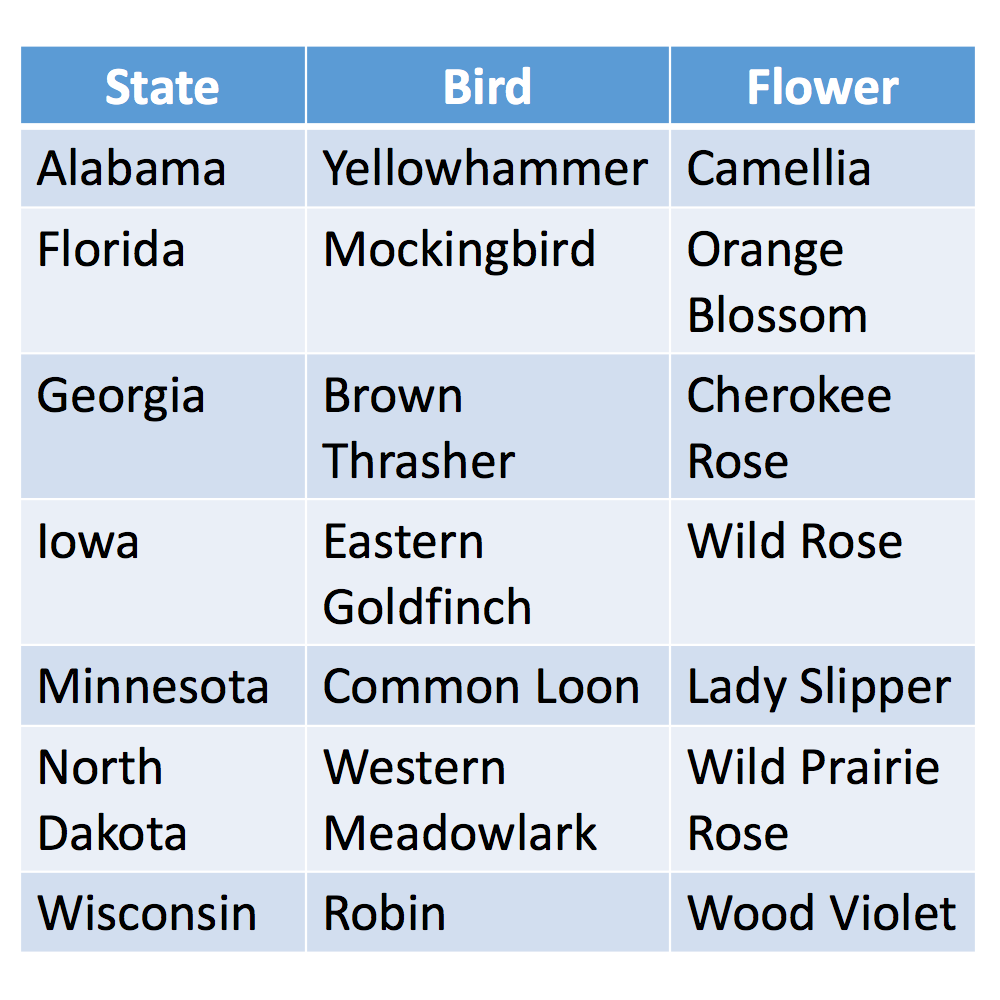 State Bird Flower
Alabama Yellowhammer Camellia
Florida Mockingbird Orange
Blossom
Georgia Brown Cherokee
Thrasher Rose
Iowa Eastern Wild Rose
Goldfinch
Minnesota Common Loon Lady Slipper
North Western Wild Prairie
Dakota Meadowlark Rose
Wisconsin Robin Wood Violet